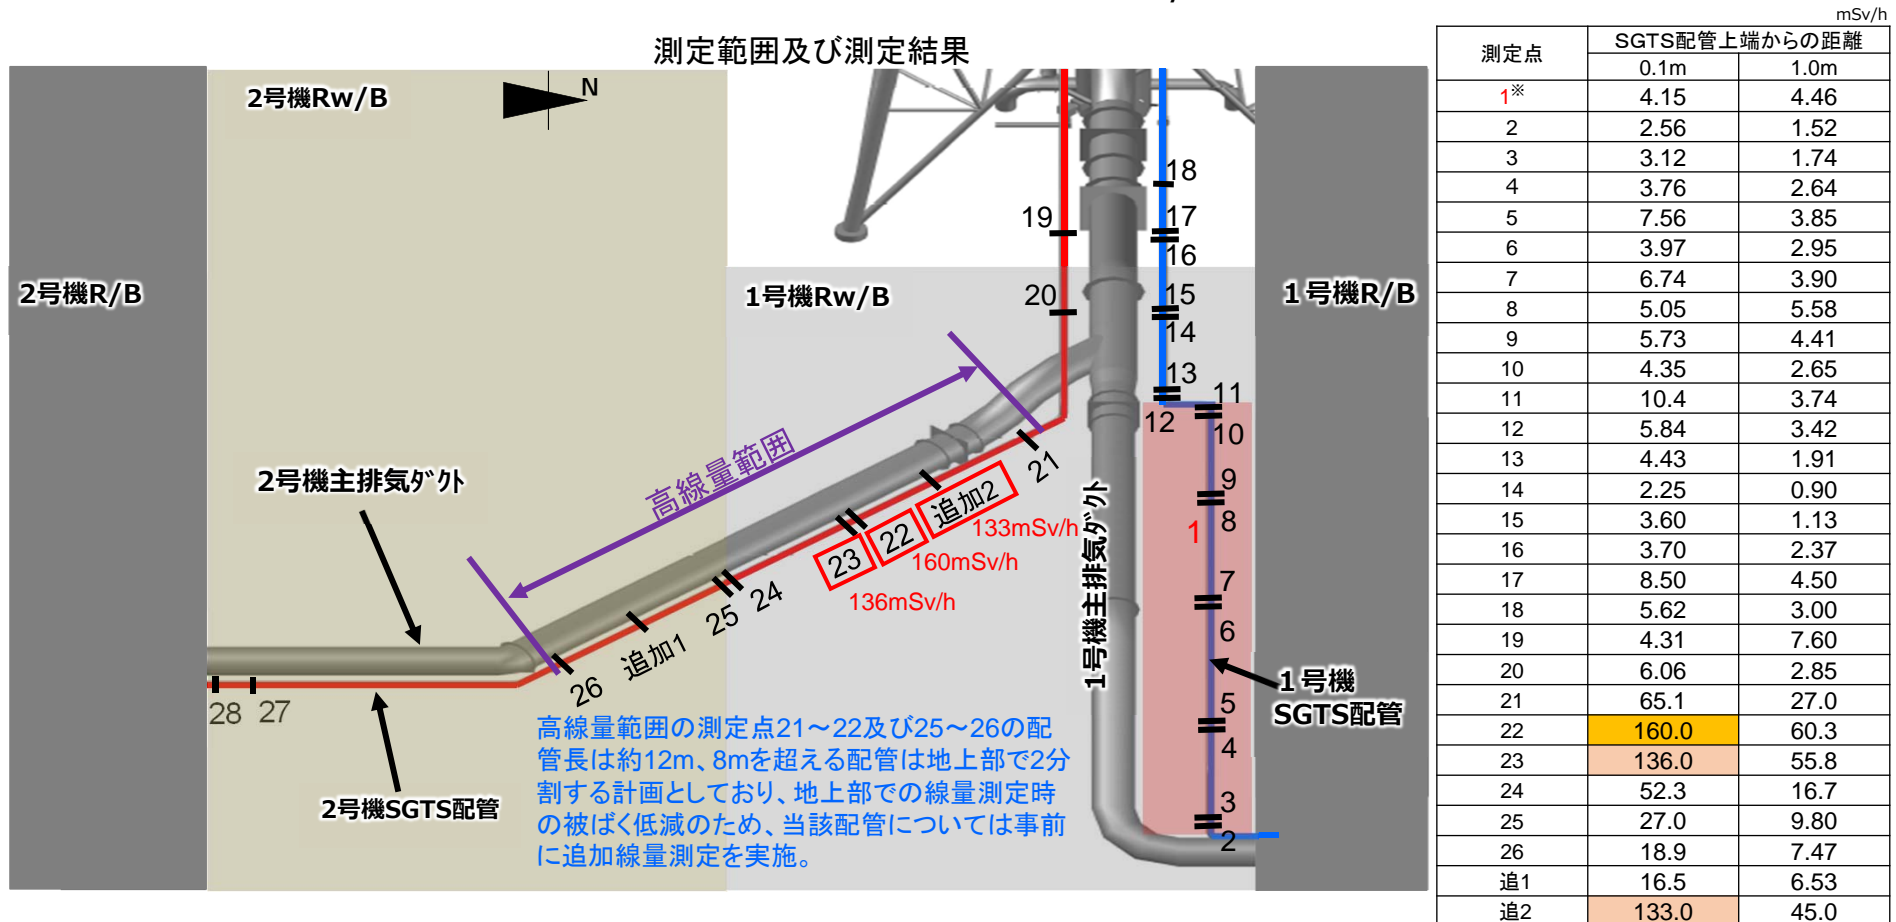 測定範囲及び測定結果
2号機Rw/B
N
2号機R/B
1号機Rw/B
1号機R/B
18
19
17
16
20
15
14
13
11
12
10
高線量範囲
21
9
2号機主排気ﾀﾞｸﾄ
追加2
133mSv/h
1号機主排気ﾀﾞｸﾄ
1
8
22
160mSv/h
23
136mSv/h
7
24
25
6
追加1
26
1号機
SGTS配管
28
27
5
4
高線量範囲の測定点21～22及び25～26の配
管長は約12m、8mを超える配管は地上部で2分
割する計画としており、地上部での線量測定時
の被ばく低減のため、当該配管については事前
に追加線量測定を実施。
2号機SGTS配管
3
2
mSv/h
測定点 SGTS配管上端からの距離
0.1m 1.0m
1※ 4.15 4.46
2 2.56 1.52
3 3.12 1.74
4 3.76 2.64
5 7.56 3.85
6 3.97 2.95
7 6.74 3.90
8 5.05 5.58
9 5.73 4.41
10 4.35 2.65
11 10.4 3.74
12 5.84 3.42
13 4.43 1.91
14 2.25 0.90
15 3.60 1.13
16 3.70 2.37
17 8.50 4.50
18 5.62 3.00
19 4.31 7.60
20 6.06 2.85
21 65.1 27.0
22 160.0 60.3
23 136.0 55.8
24 52.3 16.7
25 27.0 9.80
26 18.9 7.47
追1 16.5 6.53
追2 133.0 45.0